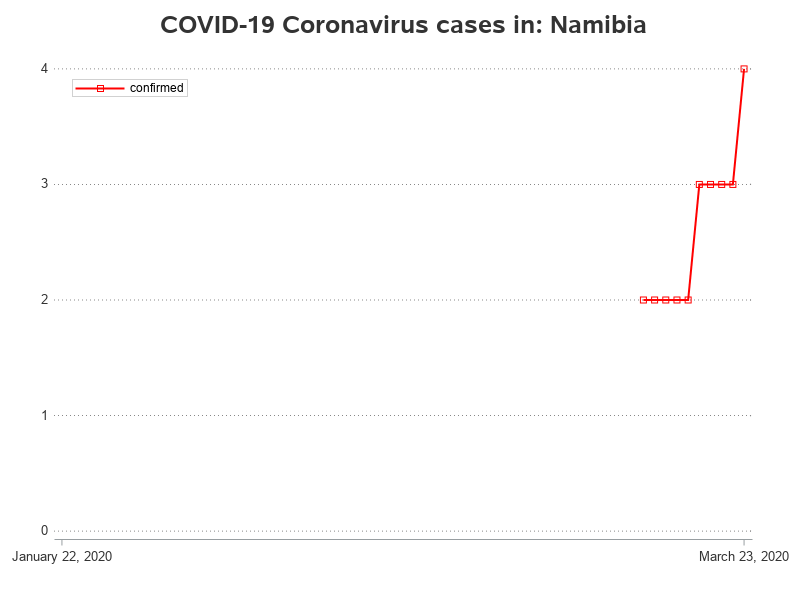 COVID-19 Coronavirus cases in: Namibia
4
confirmed
3
2
1
0
January 22, 2020
March 23, 2020